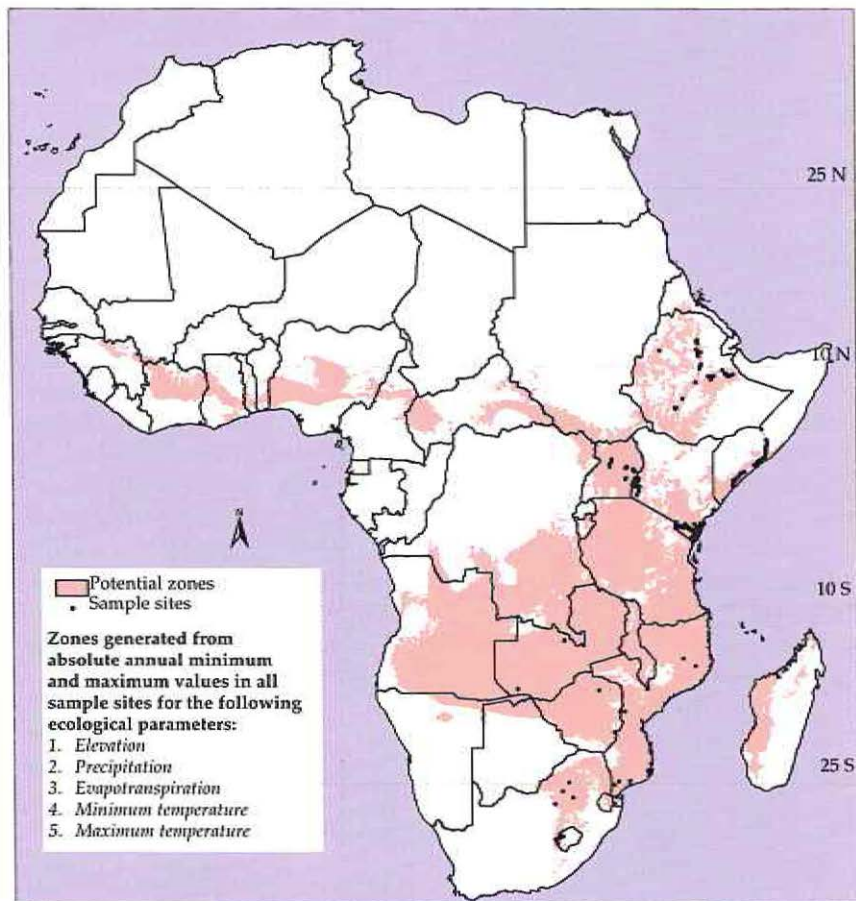 25 N
10 N
N
10 S
25 S
Potential zones
Sample sites
Zones generated from
absolute annual minimum
and maximum values in all
sample sites for the following
ecological parameters:
1. Elevation
2. Precipitation
3. Evapotranspiration
4. Minimum temperature
5. Maximum temperature